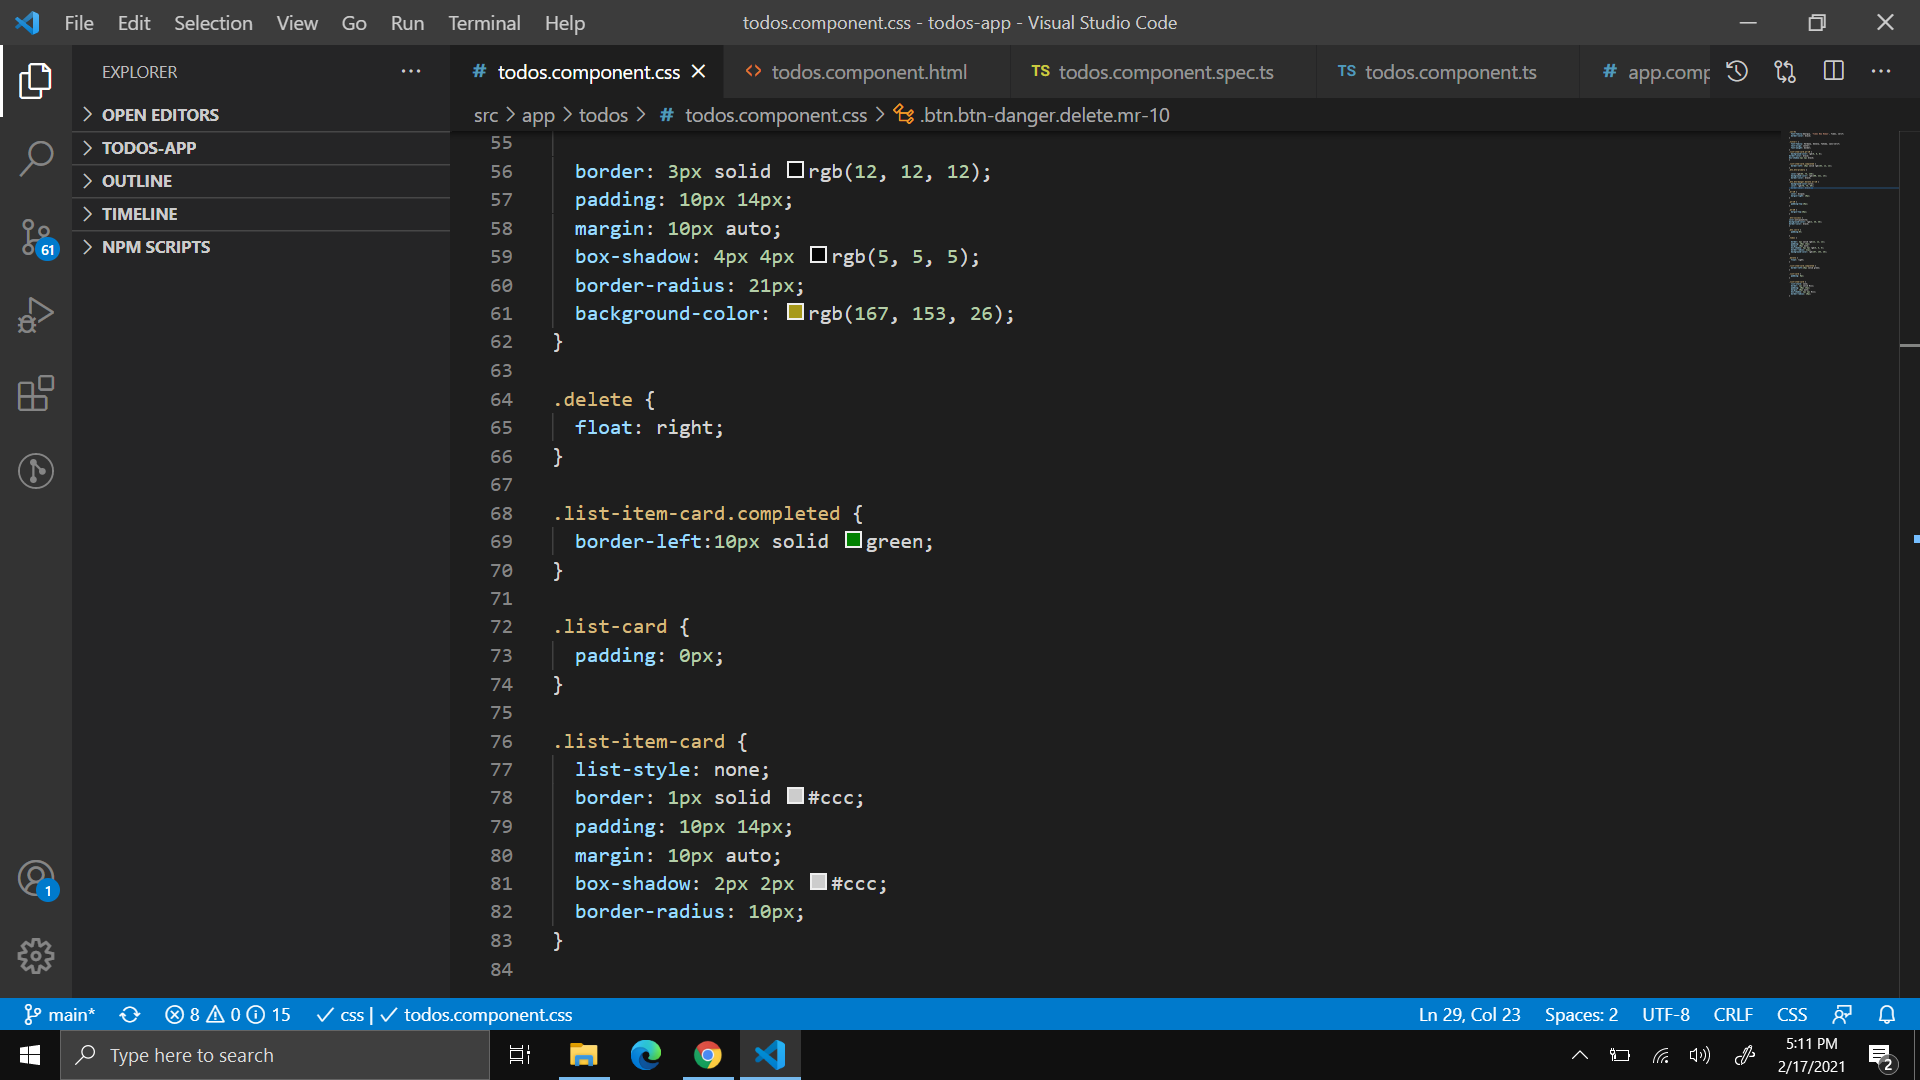 File Edit Selection View Go Run Terminal Help
todos.component.css - todos-app - Visual Studio Code
EXPLORER
OPEN EDITORS
TODOS-APP
OUTLINE
TIMELINE
NPM SCRIPTS
61
1
# todos.component.css
<> todos.component.html
TS todos.component.spec.ts
TS todos.component.ts
# app.comp
src > app > todos > # todos.component.css > .btn.btn-danger.delete.mr-10
55
56 border: 3px solid rgb(12, 12, 12);
57 padding: 10px 14px;
58 margin: 10px auto;
59 box-shadow: 4px 4px rgb(5, 5, 5);
60 border-radius: 21px;
61 background-color: rgb(167, 153, 26);
62 }
63
64 .delete {
65 float: right;
66 }
67
68 .list-item-card.completed {
69 border-left:10px solid green;
70 }
71
72 .list-card {
73 padding: 0px;
74 }
75
76 .list-item-card {
77 list-style: none;
78 border: 1px solid #ccc;
79 padding: 10px 14px;
80 margin: 10px auto;
81 box-shadow: 2px 2px #ccc;
82 border-radius: 10px;
83 }
84
main* 8 0 15 css | todos.component.css
Ln 29, Col 23 Spaces: 2 UTF-8 CRLF CSS
Type here to search
5:11 PM
2/17/2021
2